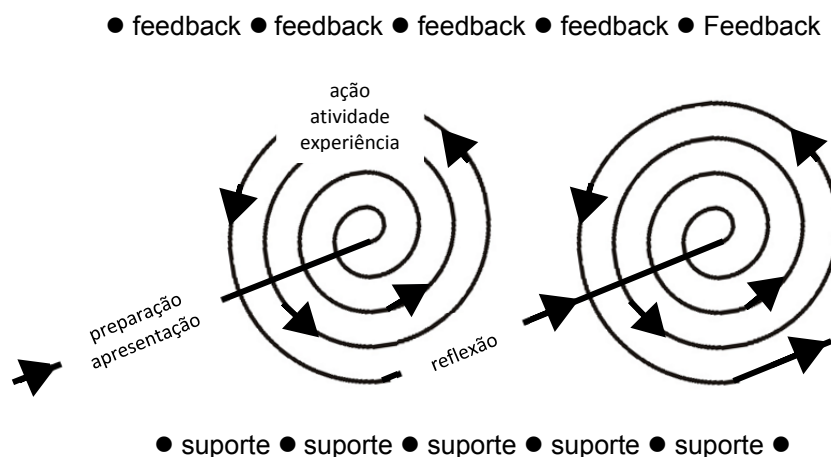 ● feedback ● feedback ● feedback ● feedback ● Feedback
ação
atividade
experiência
preparação
apresentação
reflexão
● suporte ● suporte ● suporte ● suporte ● suporte ●